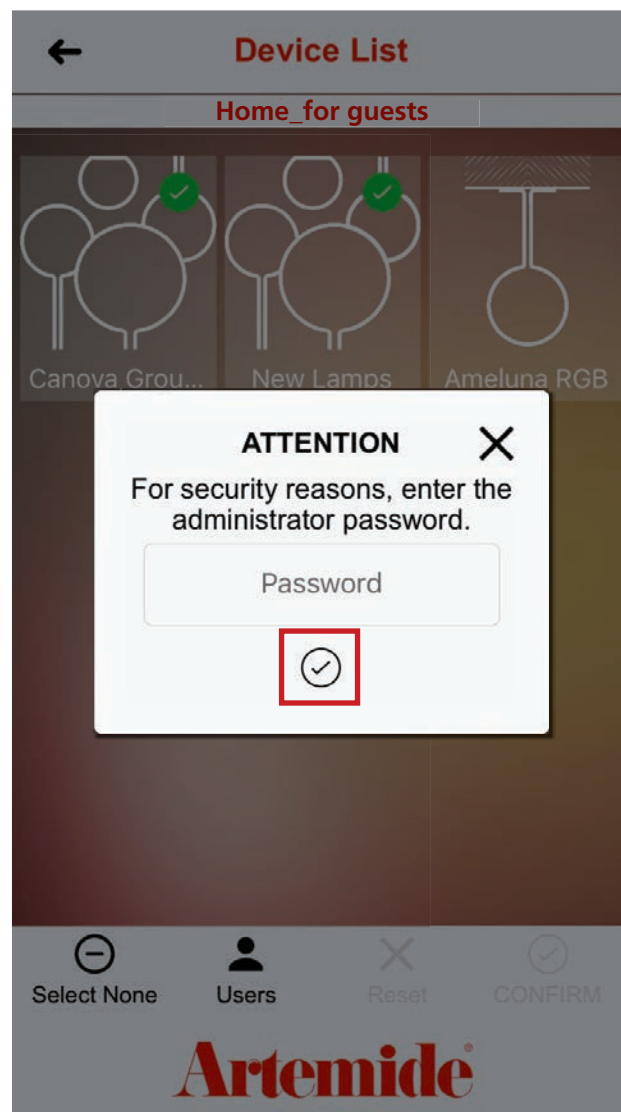 Device List
Home_for guests
Canova Grou...
New Lamps
Ameluna RGB
ATTENTION
For security reasons, enter the
administrator password.
Password
Select None
Users
Reset
CONFIRM
Artemide®